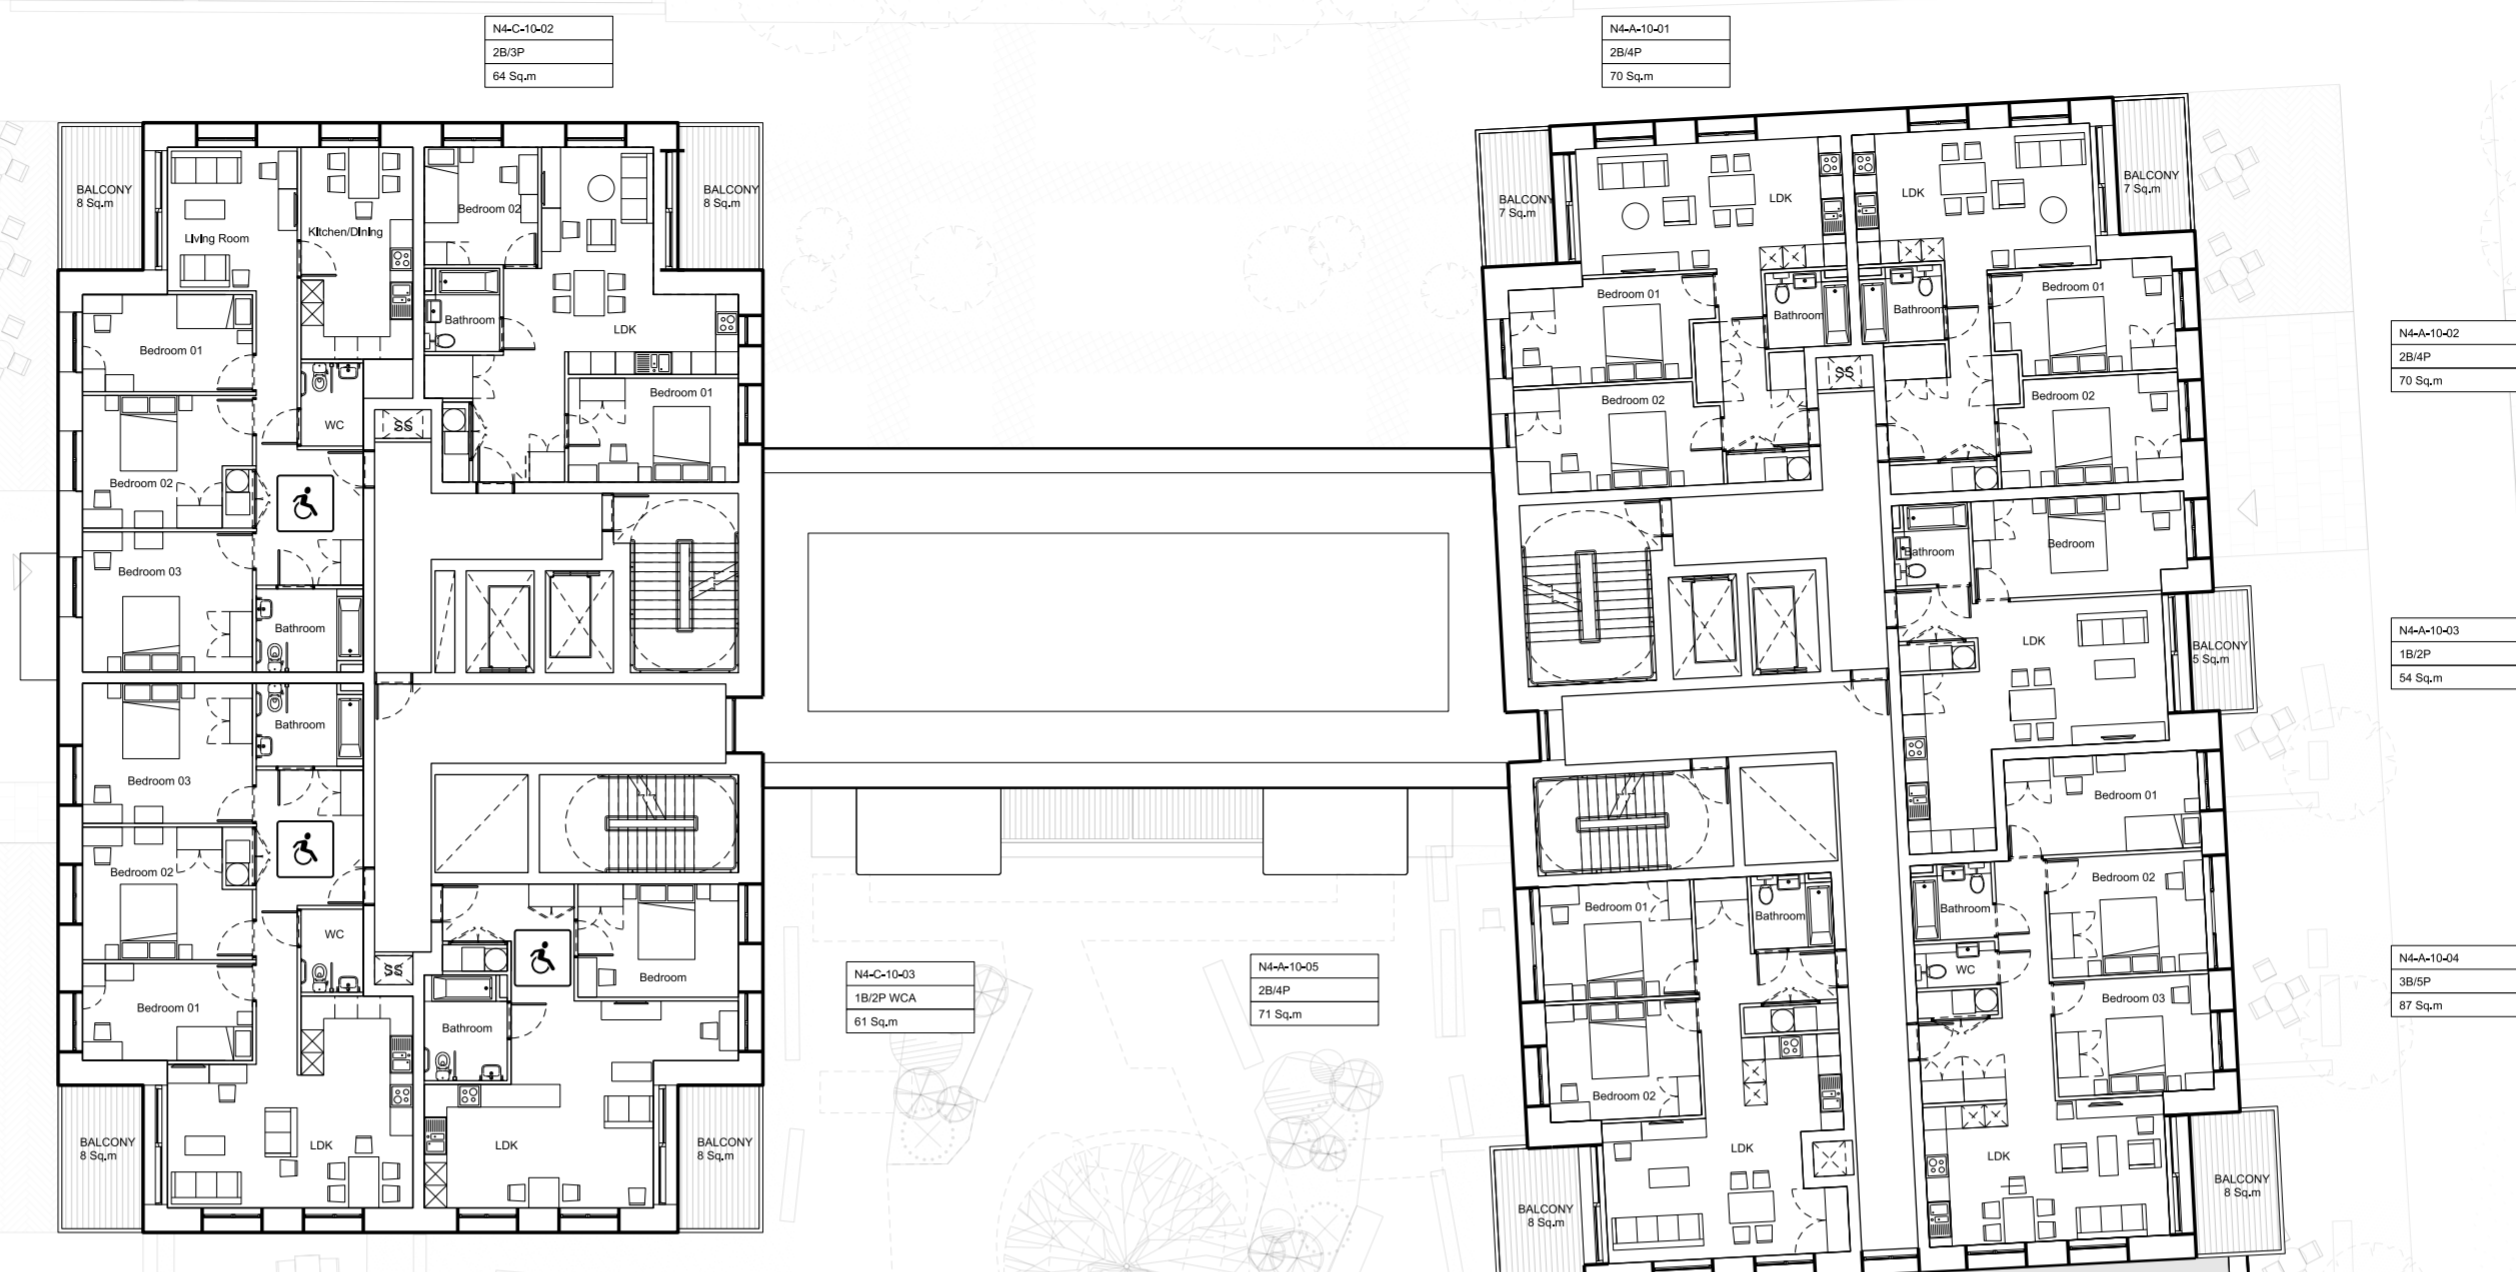 N4-C-10-02
2B/3P
64 Sq.m
N4-A-10-01
2B/4P
70 Sq.m
BALCONY
8 Sq.m
Living Room
Kitchen/Dining
Bedroom 02
BALCONY
8 Sq.m
Bathroom
LDK
Bedroom 01
Bedroom 01
WC
SS
Bedroom 02
Bedroom 03
Bathroom
Bathroom
Bedroom 03
Bedroom 02
WC
SS
Bedroom 01
Bedroom
Bathroom
BALCONY
8 Sq.m
LDK
LDK
BALCONY
8 Sq.m
N4-C-10-03
1B/2P WCA
61 Sq.m
N4-A-10-05
2B/4P
71 Sq.m
BALCONY
7 Sq.m
LDK
LDK
BALCONY
7 Sq.m
Bedroom 01
Bathroom
Bathroom
Bedroom 01
SS
Bedroom 02
Bedroom 02
N4-A-10-02
2B/4P
70 Sq.m
Bathroom
Bedroom
LDK
BALCONY
5 Sq.m
N4-A-10-03
1B/2P
54 Sq.m
Bedroom 01
Bedroom 02
Bathroom
WC
Bedroom 03
N4-A-10-04
3B/5P
87 Sq.m
Bedroom 01
Bathroom
Bedroom 02
LDK
LDK
BALCONY
8 Sq.m
BALCONY
8 Sq.m